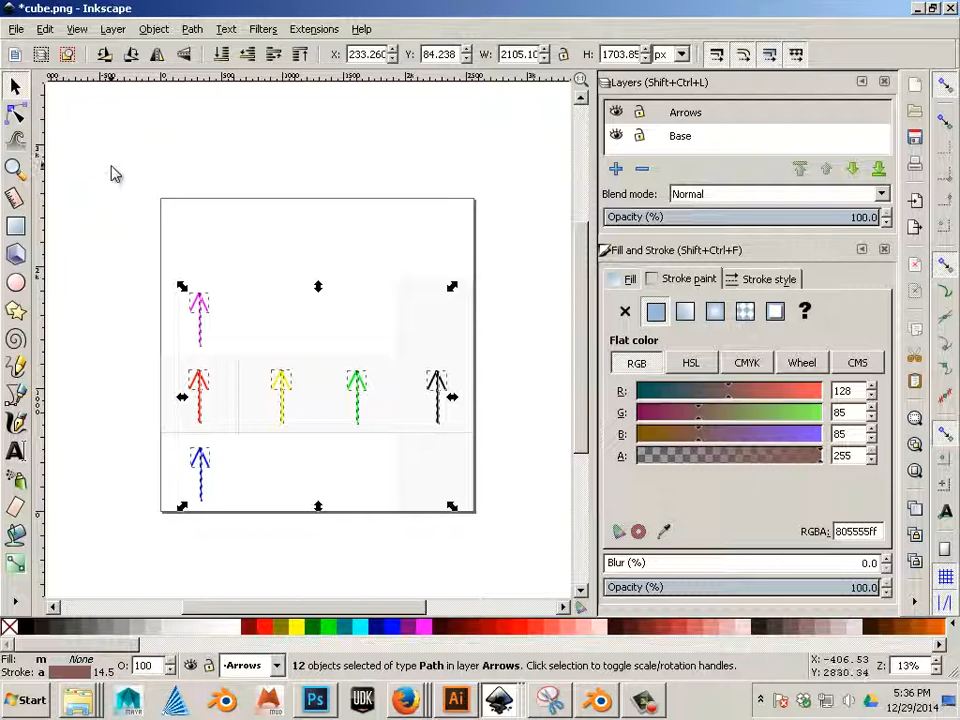 *cube.png - Inkscape
File Edit View Layer Object Path Text Filters Extensions Help
X: 233.260 Y: 84.238 W: 2105.10 H: 1703.85 px
Layers (Shift+Ctrl+L)
Arrows
Base
Blend mode: Normal
Opacity (%) 100.0
Fill and Stroke (Shift+Ctrl+F)
Fill Stroke paint Stroke style
?
Flat color
RGB HSL CMYK Wheel CMS
R: 128
G: 85
B: 85
A: 255
RGBA: 805555ff
Blur (%) 0.0
Opacity (%) 100.0
Fill: m None
Stroke: a 14.5
O: 100
•Arrows
12 objects selected of type Path in layer Arrows. Click selection to toggle scale/rotation handles.
X: -406.53
Y: 2880.34
Z: 13%
Start MAYA Ps MUD UDK Ai
5:36 PM
12/29/2014